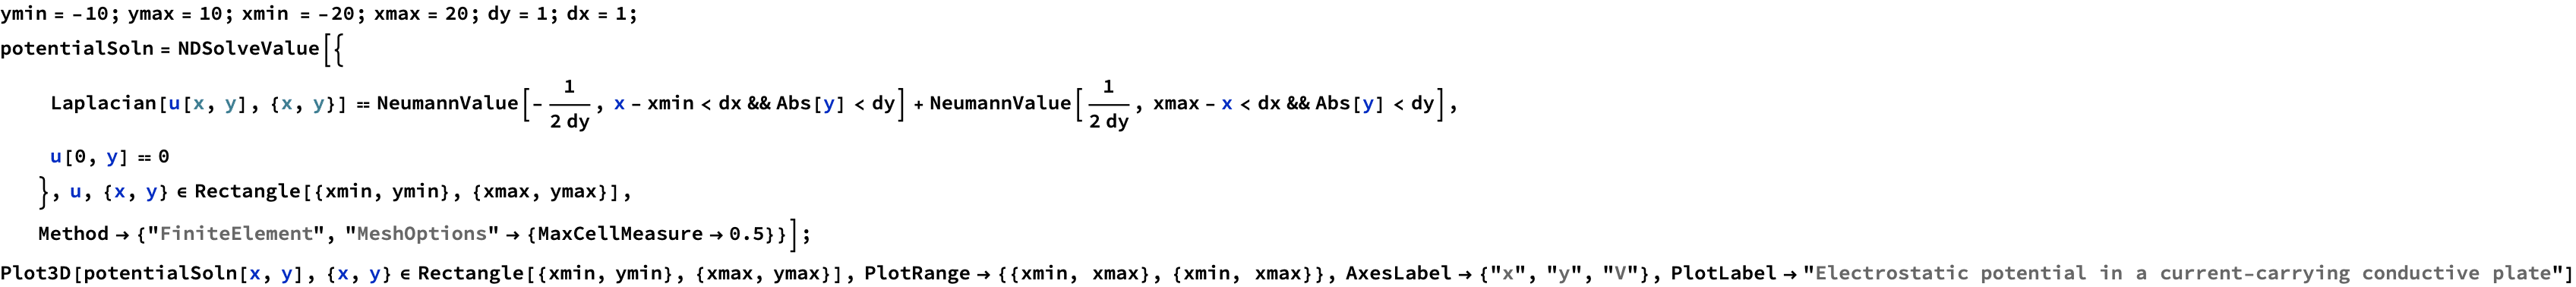 ymin = -10; ymax = 10; xmin = -20; xmax = 20; dy = 1; dx = 1;
potentialSoln = NDSolveValue[{
Laplacian[u[x, y], {x, y}] == NeumannValue[- 1/(2 dy), x - xmin < dx && Abs[y] < dy] + NeumannValue[1/(2 dy), xmax - x < dx && Abs[y] < dy],
u[0, y] == 0
}, u, {x, y} ∈ Rectangle[{xmin, ymin}, {xmax, ymax}],
Method → {"FiniteElement", "MeshOptions" → {MaxCellMeasure → 0.5}}];
Plot3D[potentialSoln[x, y], {x, y} ∈ Rectangle[{xmin, ymin}, {xmax, ymax}], PlotRange → {{xmin, xmax}, {xmin, xmax}}, AxesLabel → {"x", "y", "V"}, PlotLabel → "Electrostatic potential in a current-carrying conductive plate"]